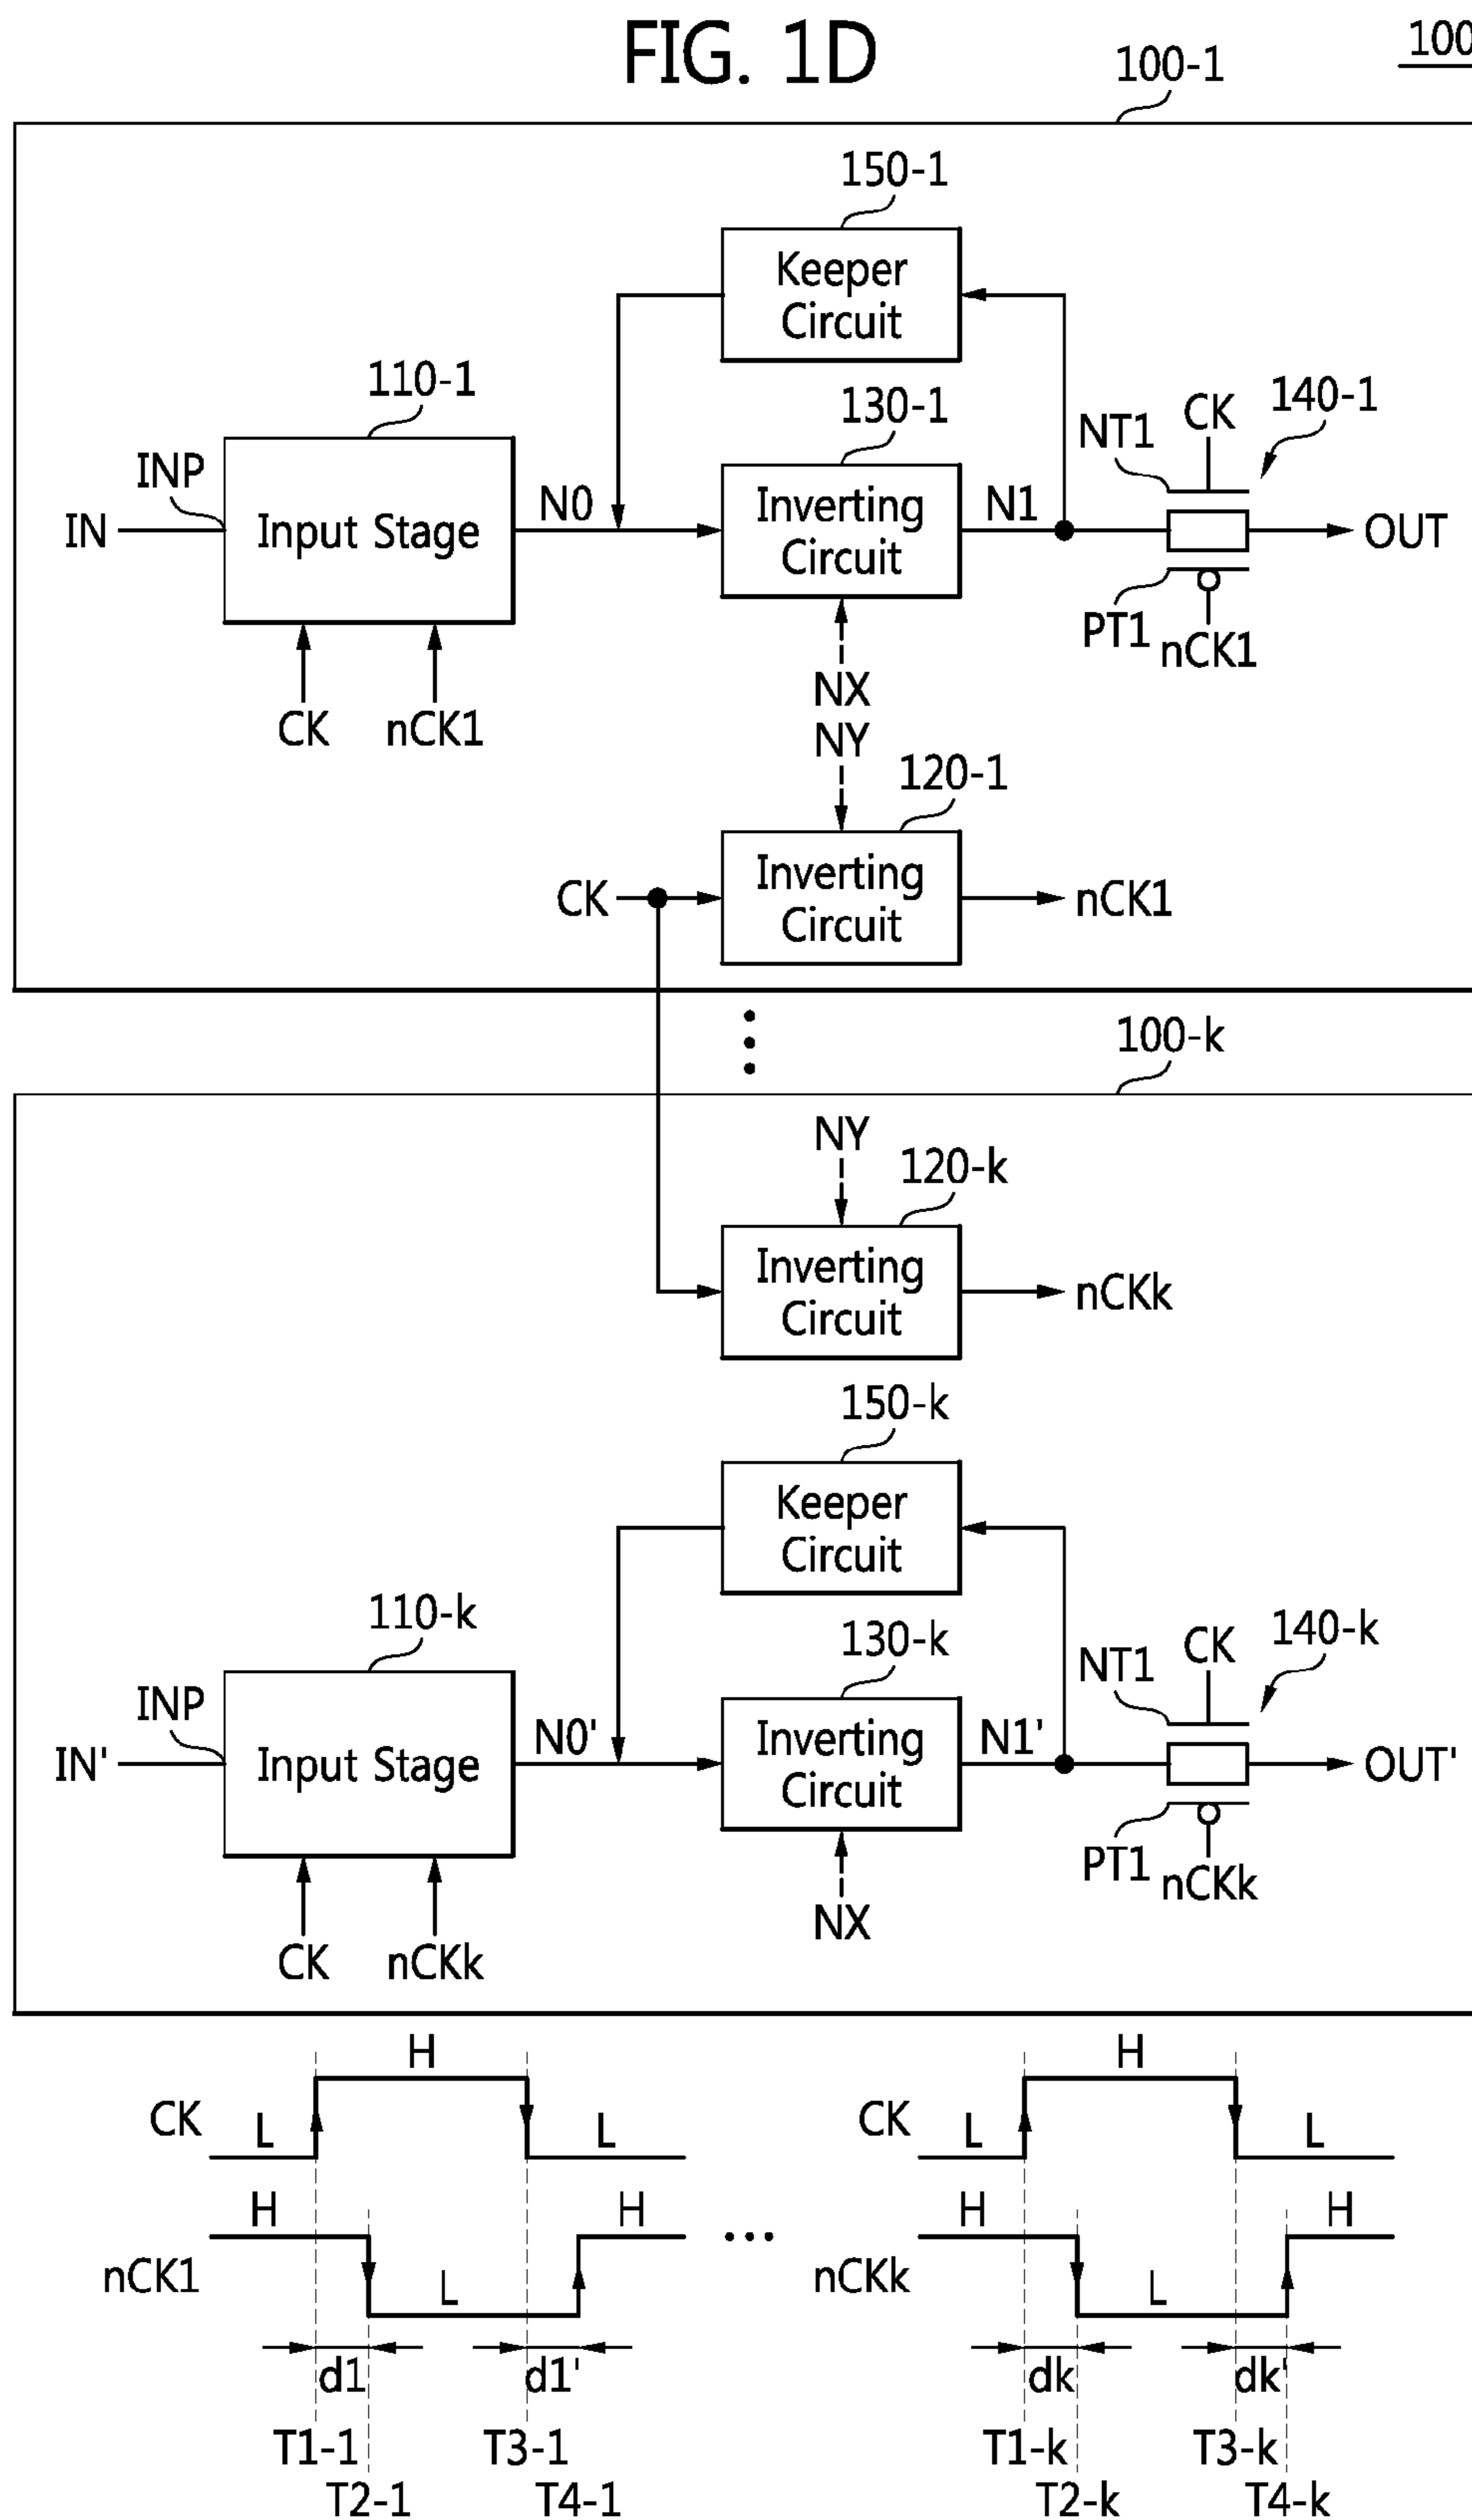 FIG. 1D
100
100-1
150-1
Keeper
Circuit
110-1
130-1
140-1
CK
NT1
INP
IN
Input Stage
N0
Inverting
Circuit
N1
OUT
PT1
nCK1
CK
nCK1
NX
NY
120-1
CK
Inverting
Circuit
nCK1
100-k
NY
120-k
Inverting
Circuit
nCKk
150-k
Keeper
Circuit
110-k
130-k
140-k
CK
NT1
INP
IN'
Input Stage
N0'
Inverting
Circuit
N1'
OUT'
PT1
nCKk
CK
nCKk
NX
H
H
CK
L
L
CK
L
L
H
H
H
H
nCK1
L
nCKk
L
d1
d1'
dk
dk'
T1-1
T3-1
T1-k
T3-k
T2-1
T4-1
T2-k
T4-k